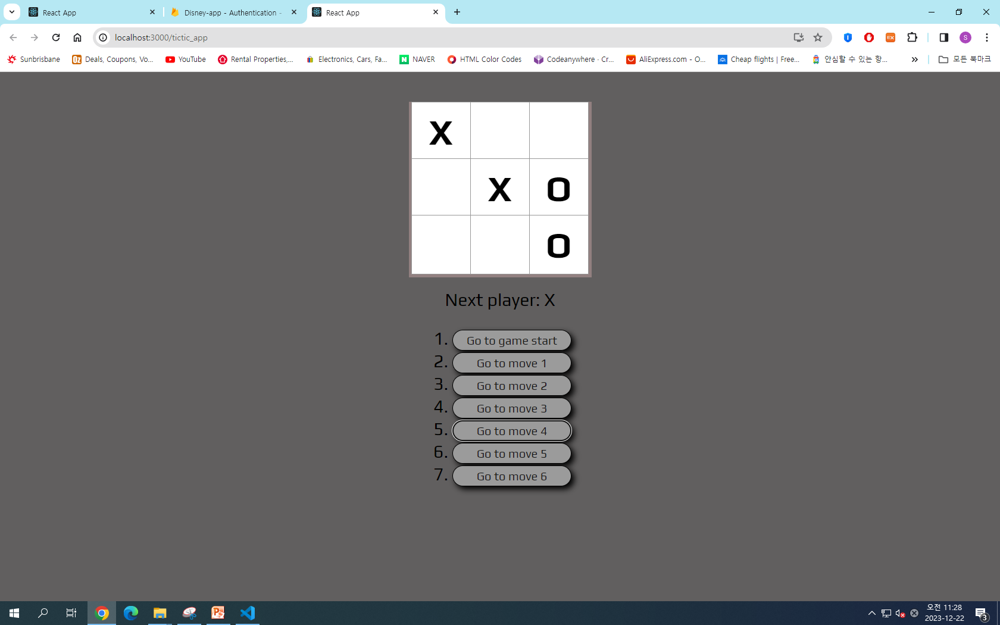 React App
Disney-app - Authentication -
React App
localhost:3000/tictic_app
Sunbrisbane
Deals, Coupons, Vo...
YouTube
Rental Properties,...
Electronics, Cars, Fa...
NAVER
HTML Color Codes
Codeanywhere · Cr...
AliExpress.com - O...
Cheap flights | Free...
안심할 수 있는 항...
모든 북마크
X
X O
O
Next player: X
1. Go to game start
2. Go to move 1
3. Go to move 2
4. Go to move 3
5. Go to move 4
6. Go to move 5
7. Go to move 6
오전 11:28
2023-12-22
3